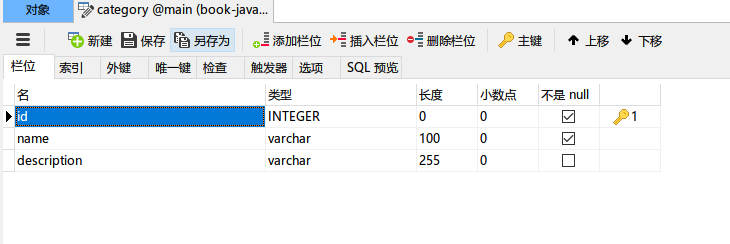 对象 category @main (book-java...
新建 保存 另存为 添加栏位 插入栏位 删除栏位 主键 上移 下移
栏位 索引 外键 唯一键 检查 触发器 选项 SQL 预览
名 类型 长度 小数点 不是 null
id INTEGER 0 0 1
name varchar 100 0
description varchar 255 0